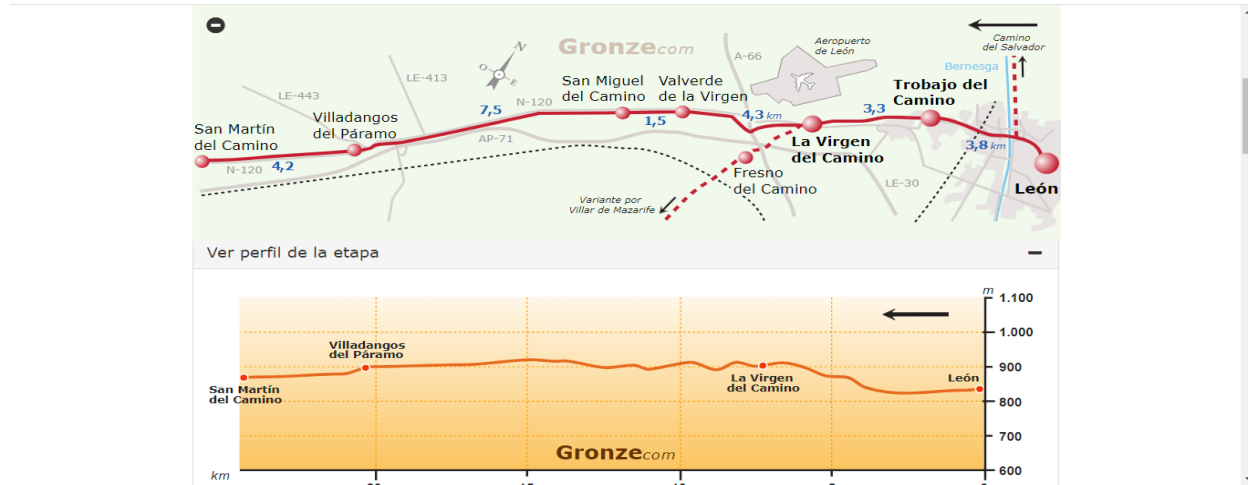 Gronze.com
Aeropuerto
de León
Camino
del Salvador
A-66
Bernesga
LE-413
LE-443
N-120
7,5
San Miguel
del Camino
Valverde
de la Virgen
1,5
4,3 km
3,3
Trobajo del
Camino
Villadangos
del Páramo
San Martín
del Camino
N-120
4,2
AP-71
La Virgen
del Camino
3,8 km
Fresno
del Camino
LE-30
León
Variante por
Villar de Mazarife
N
O
E
Ver perfil de la etapa
m
1.100
1.000
900
800
700
600
Villadangos
del Páramo
San Martín
del Camino
La Virgen
del Camino
León
Gronze.com
km